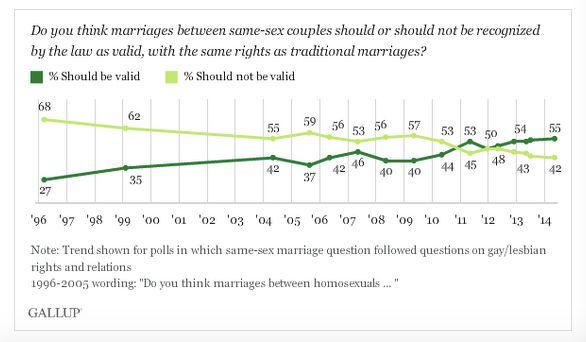 Do you think marriages between same-sex couples should or should not be recognized
by the law as valid, with the same rights as traditional marriages?
% Should be valid % Should not be valid
68 62 55 59 56 53 56 57 53 53 50 54 55
27 35 42 37 42 46 40 40 44 45 48 43 42
'96 '97 '98 '99 '00 '01 '02 '03 '04 '05 '06 '07 '08 '09 '10 '11 '12 '13 '14
Note: Trend shown for polls in which same-sex marriage question followed questions on gay/lesbian
rights and relations
1996-2005 wording: "Do you think marriages between homosexuals ... "
GALLUP'